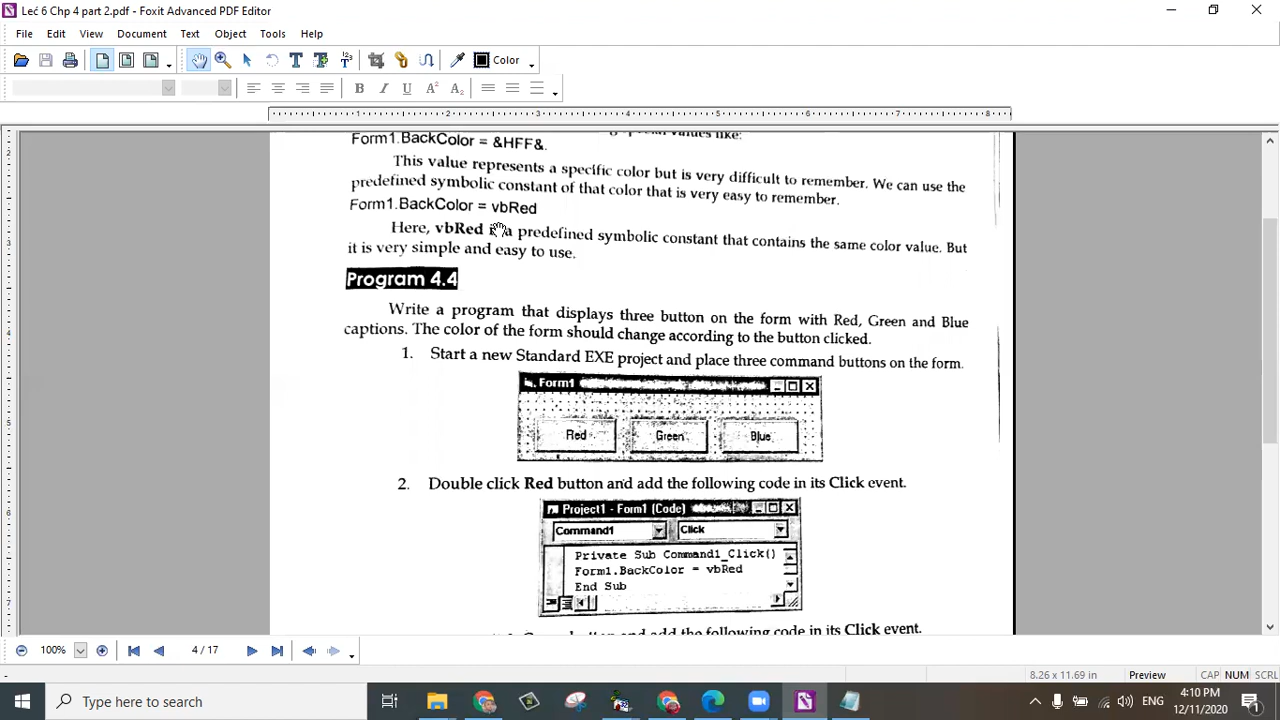 Lec 6 Chp 4 part 2.pdf - Foxit Advanced PDF Editor
File Edit View Document Text Object Tools Help
Color
values like:
Form1.BackColor = &HFF&.
This value represents a specific color but is very difficult to remember. We can use the
predefined symbolic constant of that color that is very easy to remember.
Form1.BackColor = vbRed
Here, vbRed is a predefined symbolic constant that contains the same color value. But
it is very simple and easy to use.
Program 4.4
Write a program that displays three button on the form with Red, Green and Blue
captions. The color of the form should change according to the button clicked.
1. Start a new Standard EXE project and place three command buttons on the form.
Form1
Red Green Blue
2. Double click Red button and add the following code in its Click event.
Project1 - Form1 (Code)
Command1 Click
Private Sub Command1_Click()
Form1.BackColor = vbRed
End Sub
button and add the following code in its Click event.
100% 4 / 17
8.26 x 11.69 in Preview CAP NUM SCRL
Type here to search
ENG
4:10 PM
12/11/2020